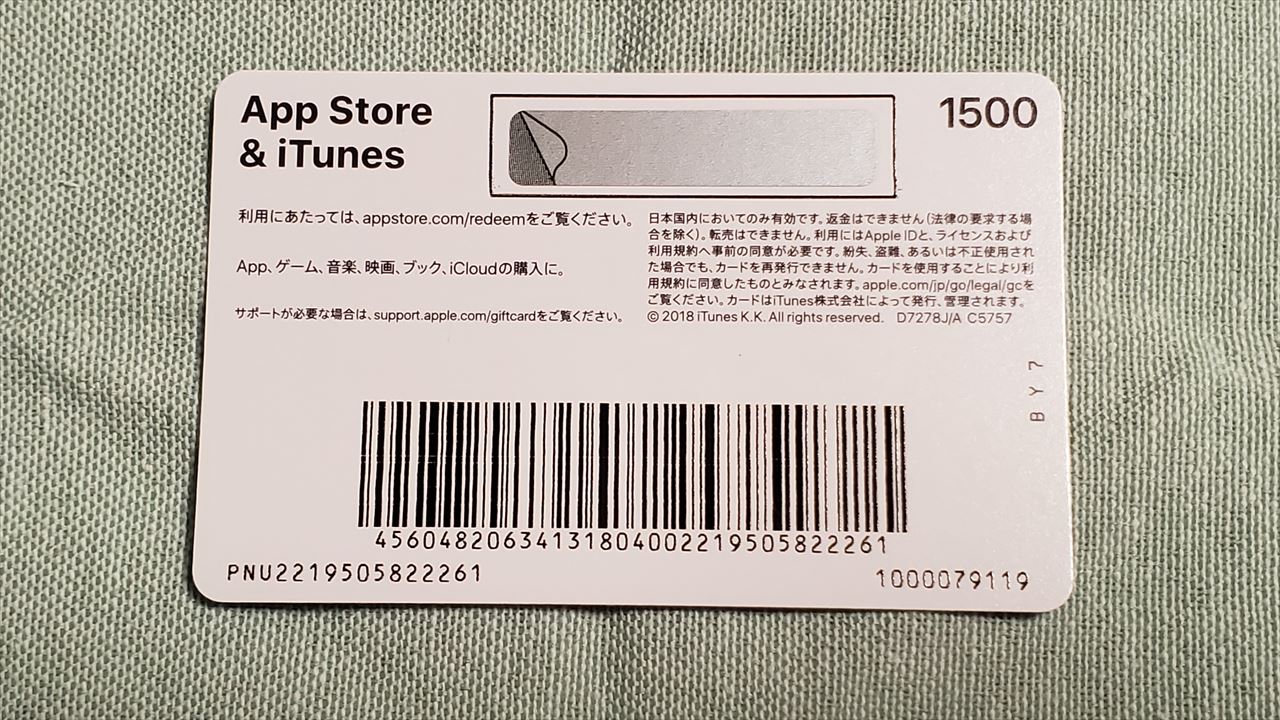 App Store
& iTunes
1500
利用にあたっては、appstore.com/redeemをご覧ください。
App、ゲーム、音楽、映画、ブック、iCloudの購入に。
サポートが必要な場合は、support.apple.com/giftcardをご覧ください。
日本国内においてのみ有効です。返金はできません(法律の要求する場
合を除く)。転売はできません。利用にはApple IDと、ライセンスおよび
利用規約へ事前の同意が必要です。紛失、盗難、あるいは不正使用され
た場合でも、カードを再発行できません。カードを使用することにより利
用規約に同意したものとみなされます。apple.com/jp/go/legal/gcを
ご覧ください。カードはiTunes株式会社によって発行、管理されます。
© 2018 iTunes K.K. All rights reserved. D7278J/A C5757
BY7
45604820634131804002219505822261
PNU2219505822261
1000079119